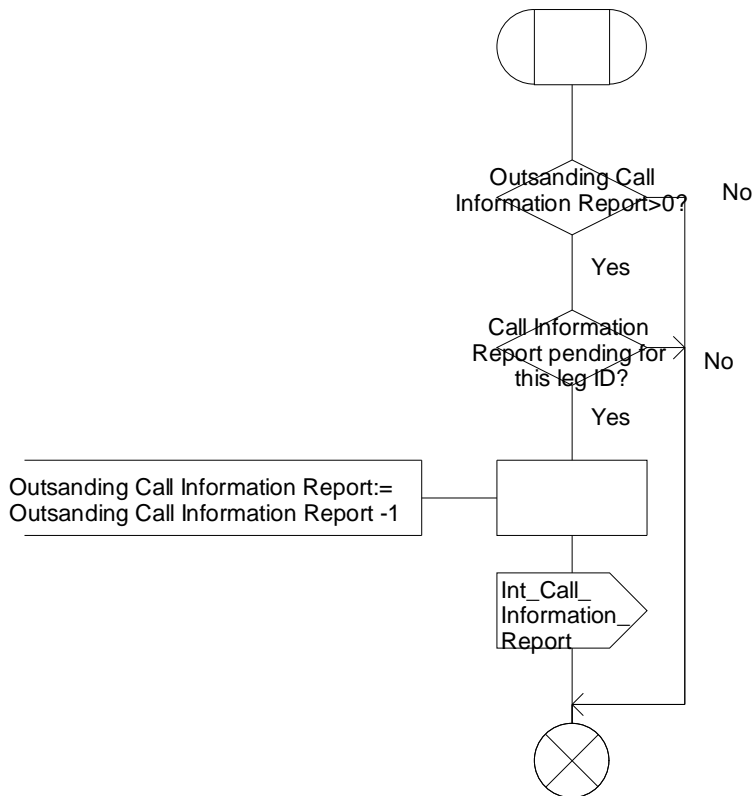 Outsanding Call
Information Report>0?
No
Yes
Call Information
Report pending for
this leg ID?
No
Yes
Outsanding Call Information Report:=
Outsanding Call Information Report -1
Int_Call_
Information_
Report